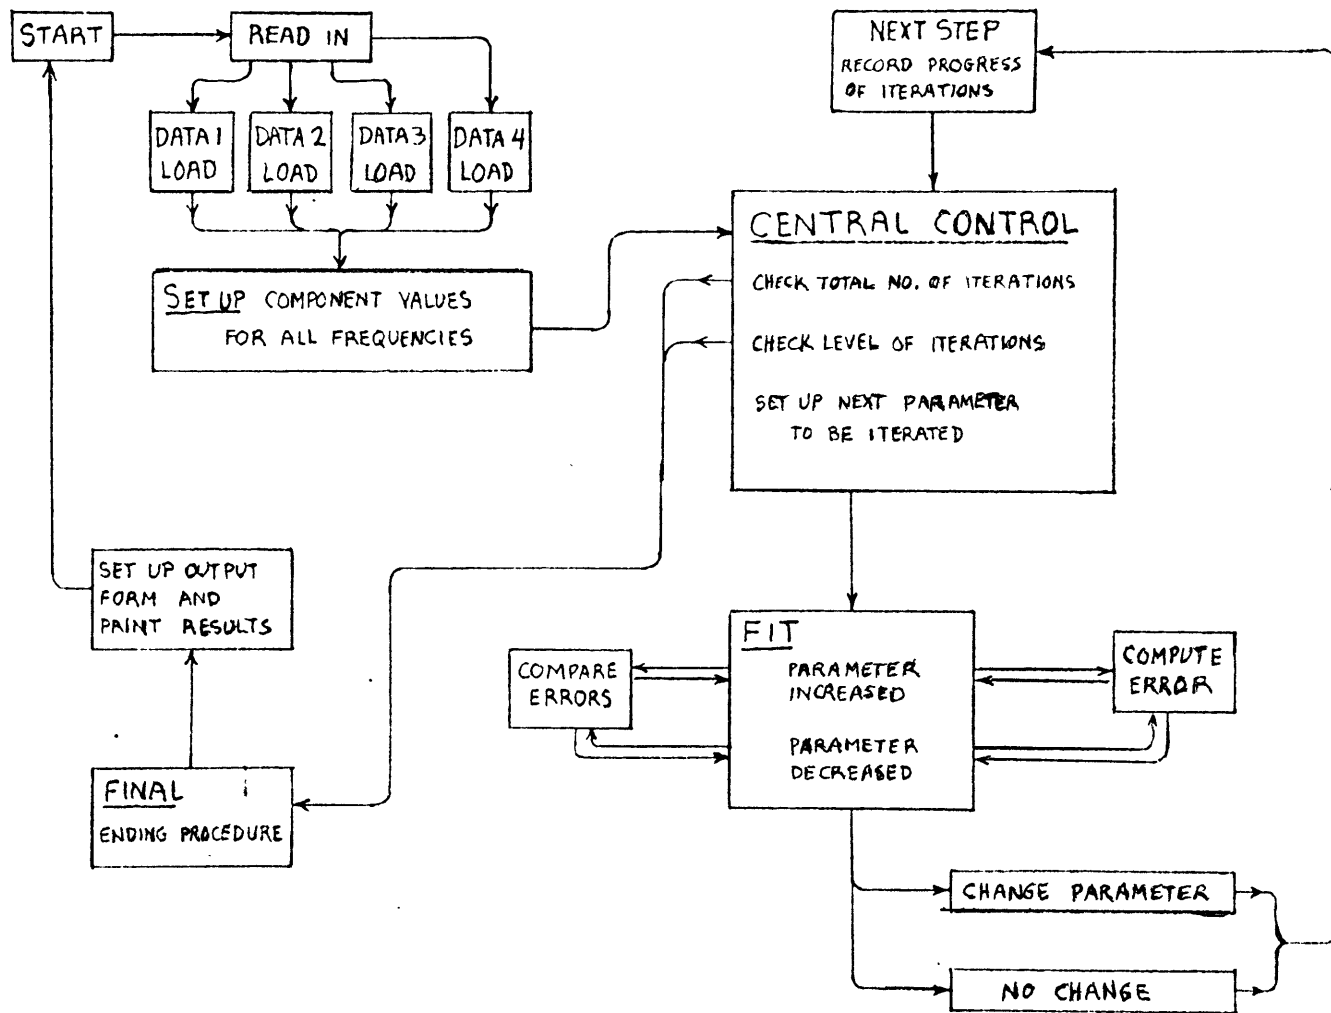 START
READ IN
DATA 1
LOAD
DATA 2
LOAD
DATA 3
LOAD
DATA 4
LOAD
SET UP COMPONENT VALUES
FOR ALL FREQUENCIES
NEXT STEP
RECORD PROGRESS
OF ITERATIONS
CENTRAL CONTROL
CHECK TOTAL NO. OF ITERATIONS
CHECK LEVEL OF ITERATIONS
SET UP NEXT PARAMETER
TO BE ITERATED
SET UP OUTPUT
FORM AND
PRINT RESULTS
FINAL
ENDING PROCEDURE
COMPARE
ERRORS
FIT
PARAMETER
INCREASED
PARAMETER
DECREASED
COMPUTE
ERROR
CHANGE PARAMETER
NO CHANGE